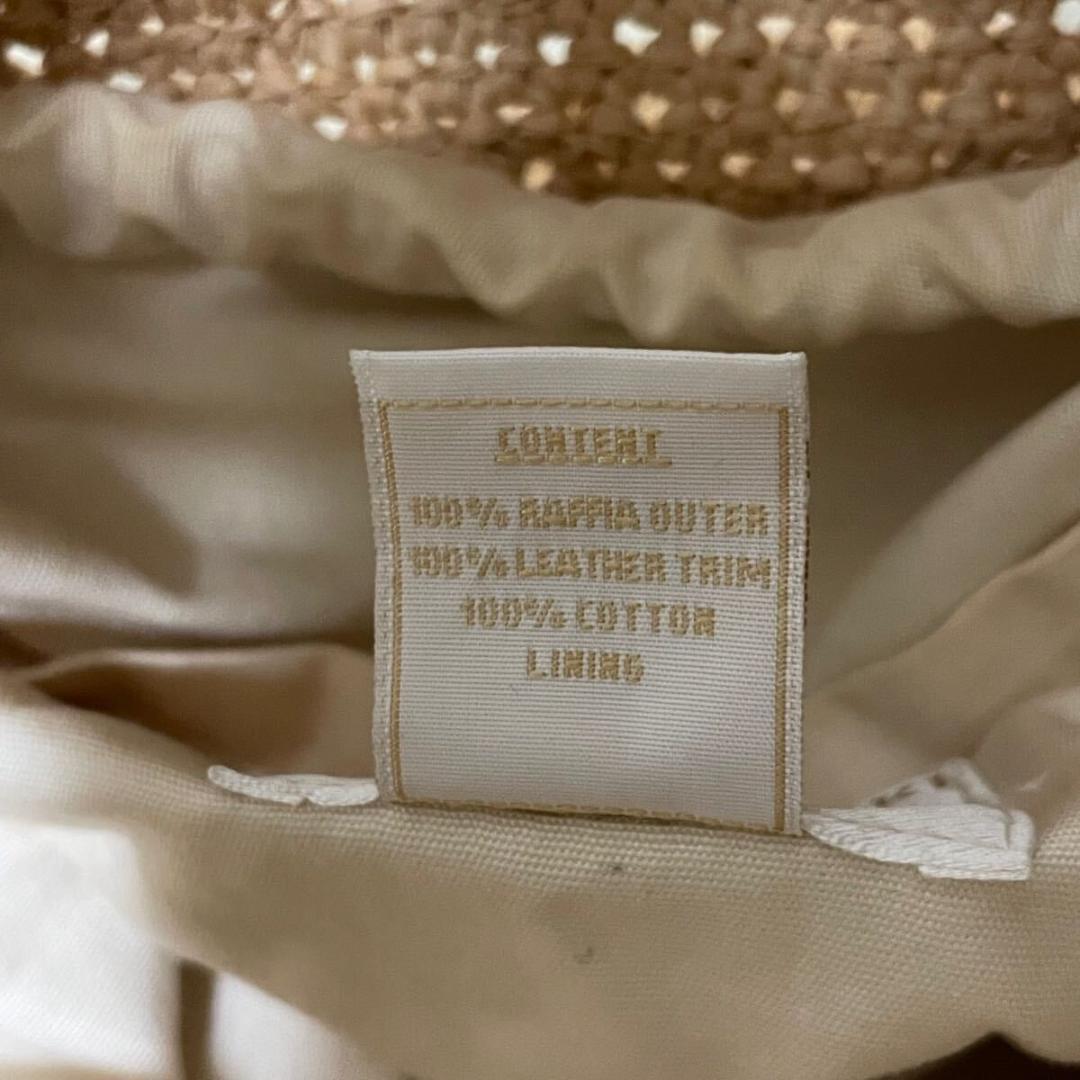 CONTENT
100% RAFFIA OUTER
100% LEATHER TRIM
100% COTTON
LINING